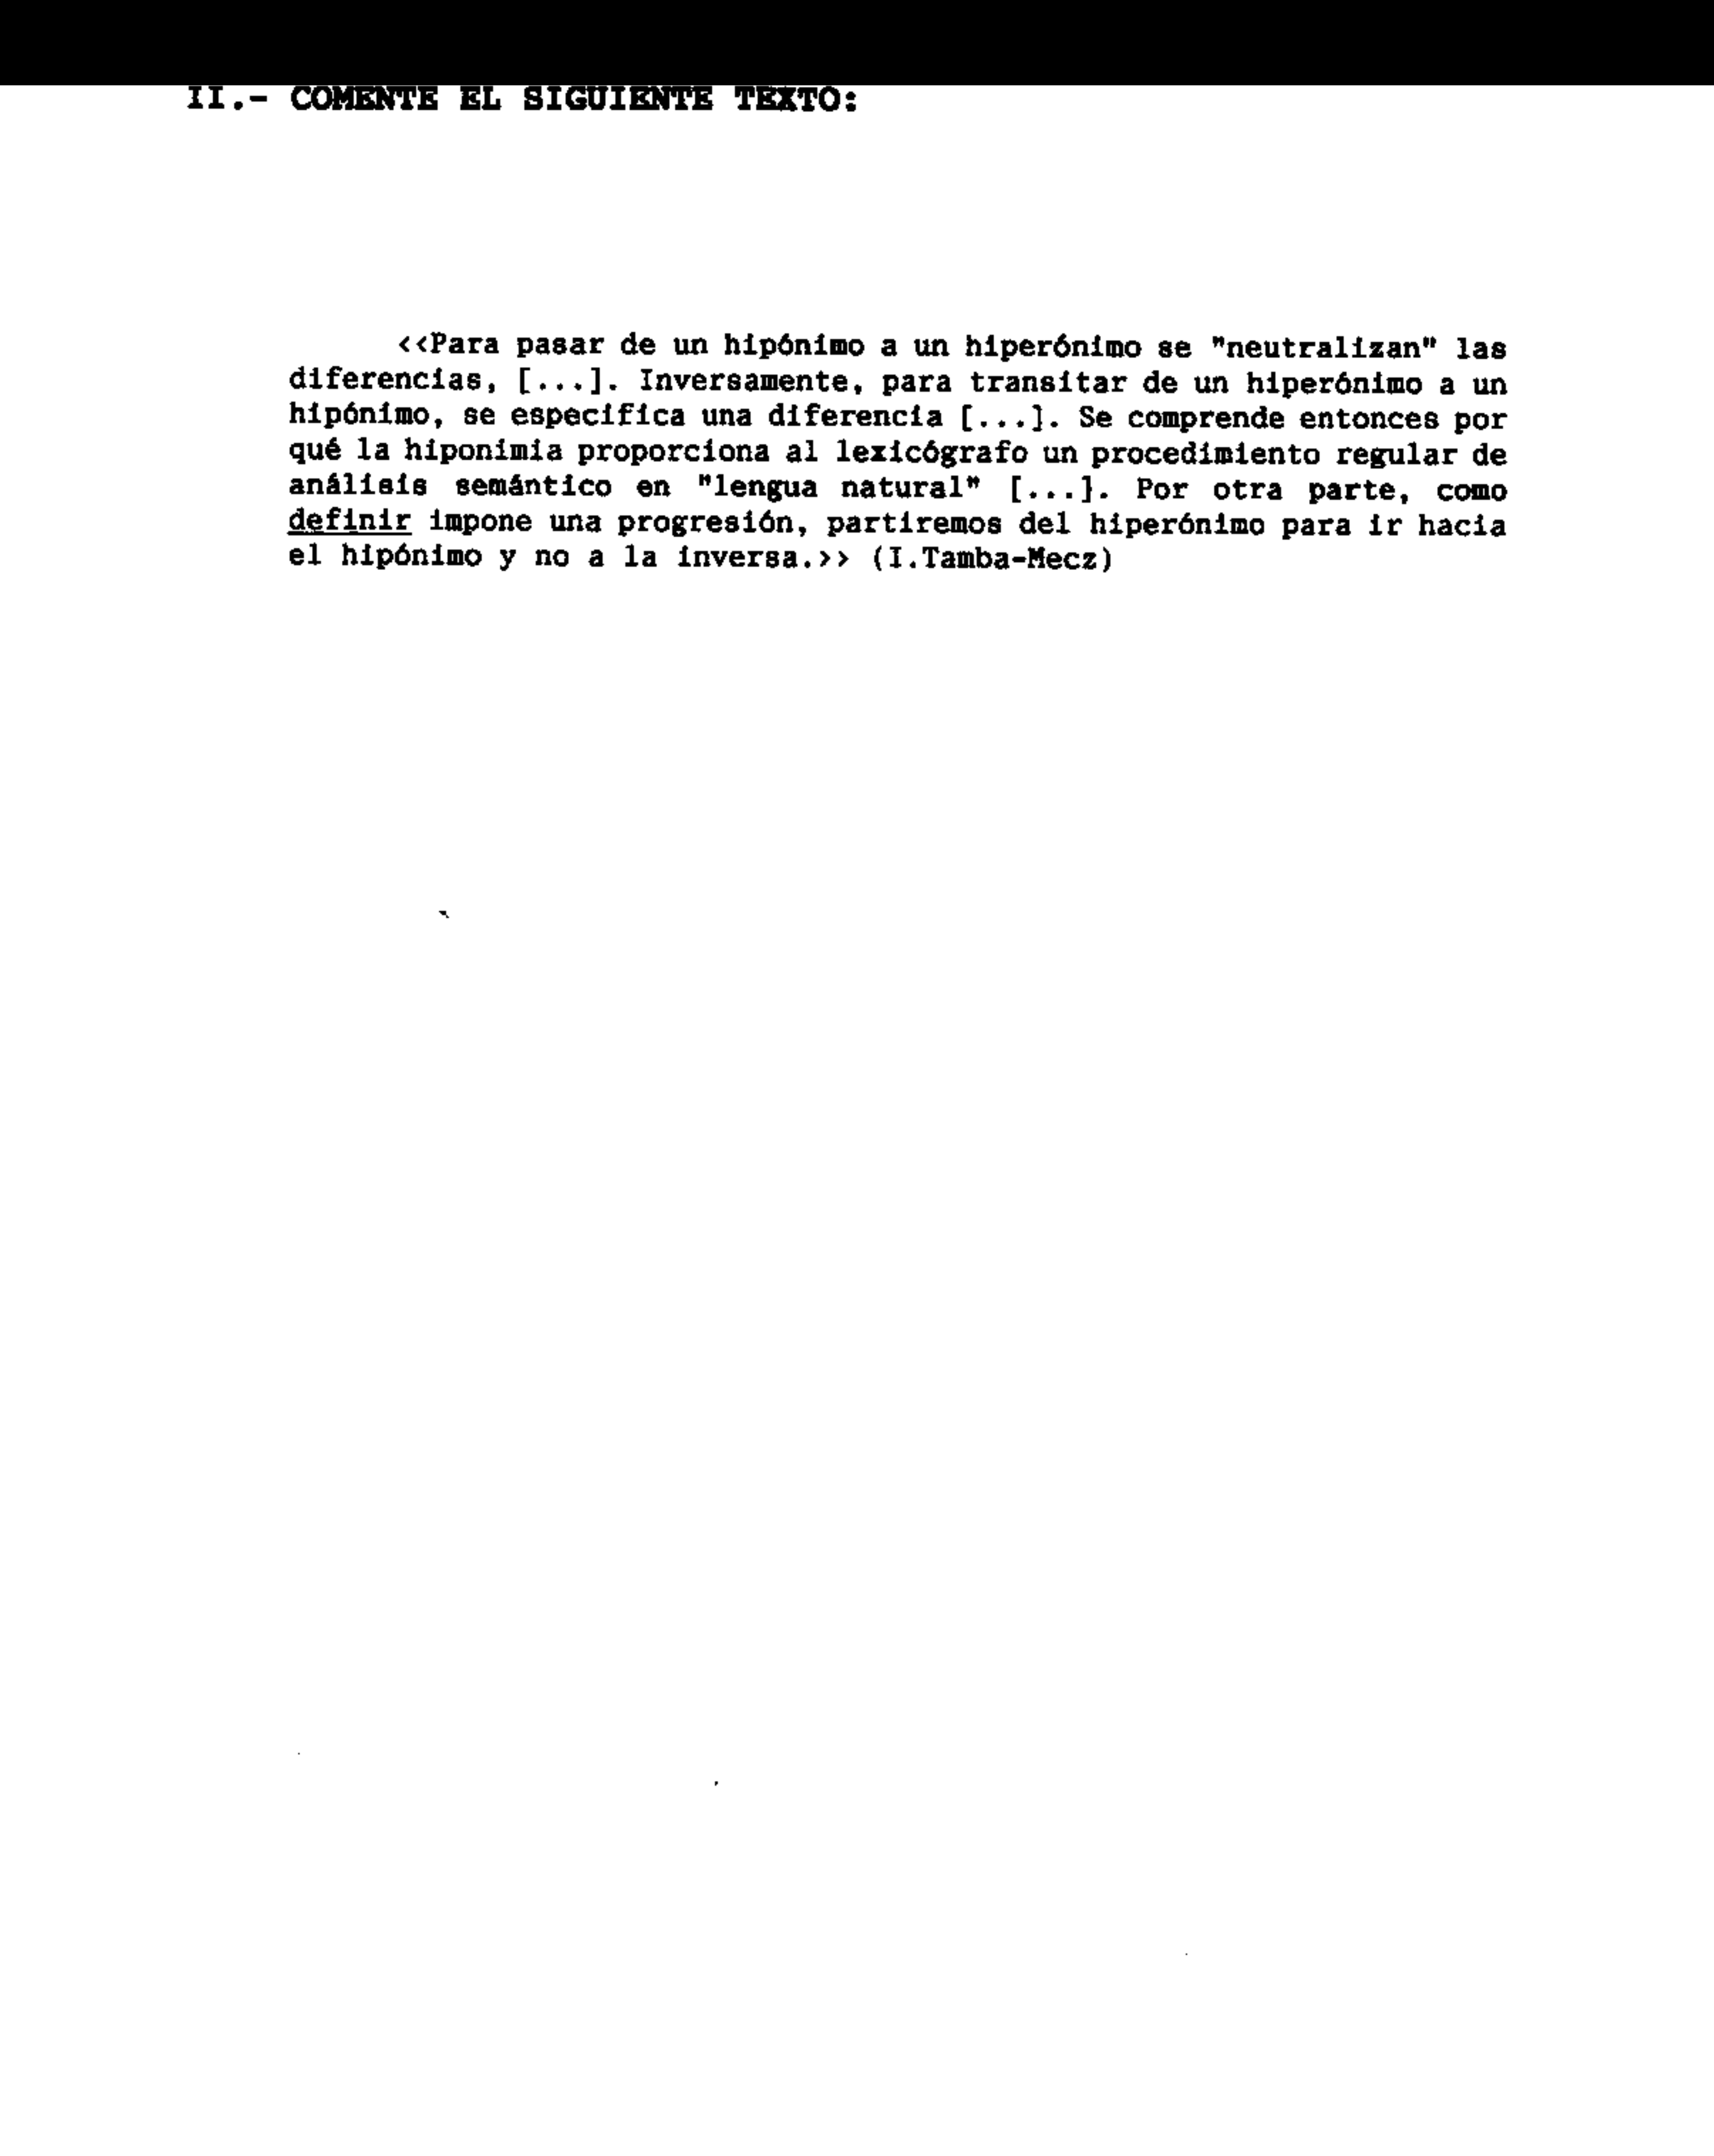 II.- COMENTE EL SIGUIENTE TEXTO:
<<Para pasar de un hipónimo a un hiperónimo se "neutralizan" las
diferencias, [...]. Inversamente, para transitar de un hiperónimo a un
hipónimo, se especifica una diferencia [...]. Se comprende entonces por
qué la hiponimia proporciona al lexicógrafo un procedimiento regular de
análisis semántico en "lengua natural" [...]. Por otra parte, como
definir impone una progresión, partiremos del hiperónimo para ir hacia
el hipónimo y no a la inversa.>> (I.Tamba-Mecz)